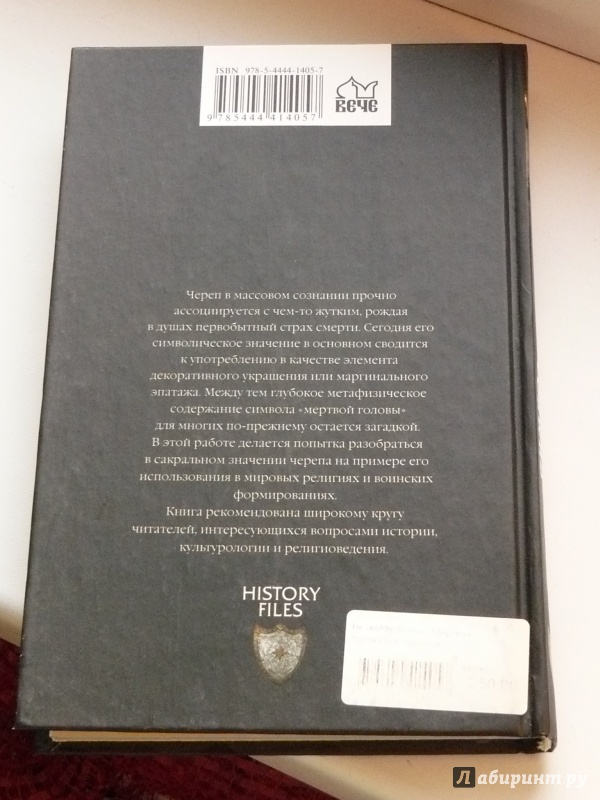 ISBN 978-5-4444-1405-7
9 785444 414057
ВЕЧЕ
Череп в массовом сознании прочно
ассоциируется с чем-то жутким, рождая
в душах первобытный страх смерти. Сегодня его
символическое значение в основном сводится
к употреблению в качестве элемента
декоративного украшения или маргинального
эпатажа. Между тем глубокое метафизическое
содержание символа «мертвой головы»
для многих по-прежнему остается загадкой.
В этой работе делается попытка разобраться
в сакральном значении черепа на примере его
использования в мировых религиях и воинских
формированиях.
Книга рекомендована широкому кругу
читателей, интересующихся вопросами истории,
культурологии и религиоведения.
HISTORY
FILES
Лабиринт.ру